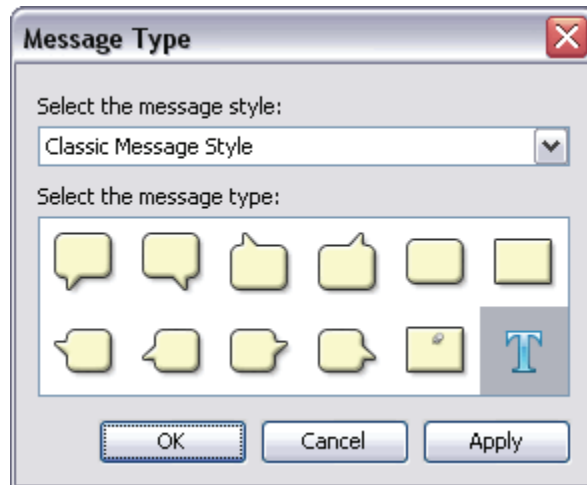 Message Type
Select the message style:
Classic Message Style
Select the message type:
T
OK Cancel Apply